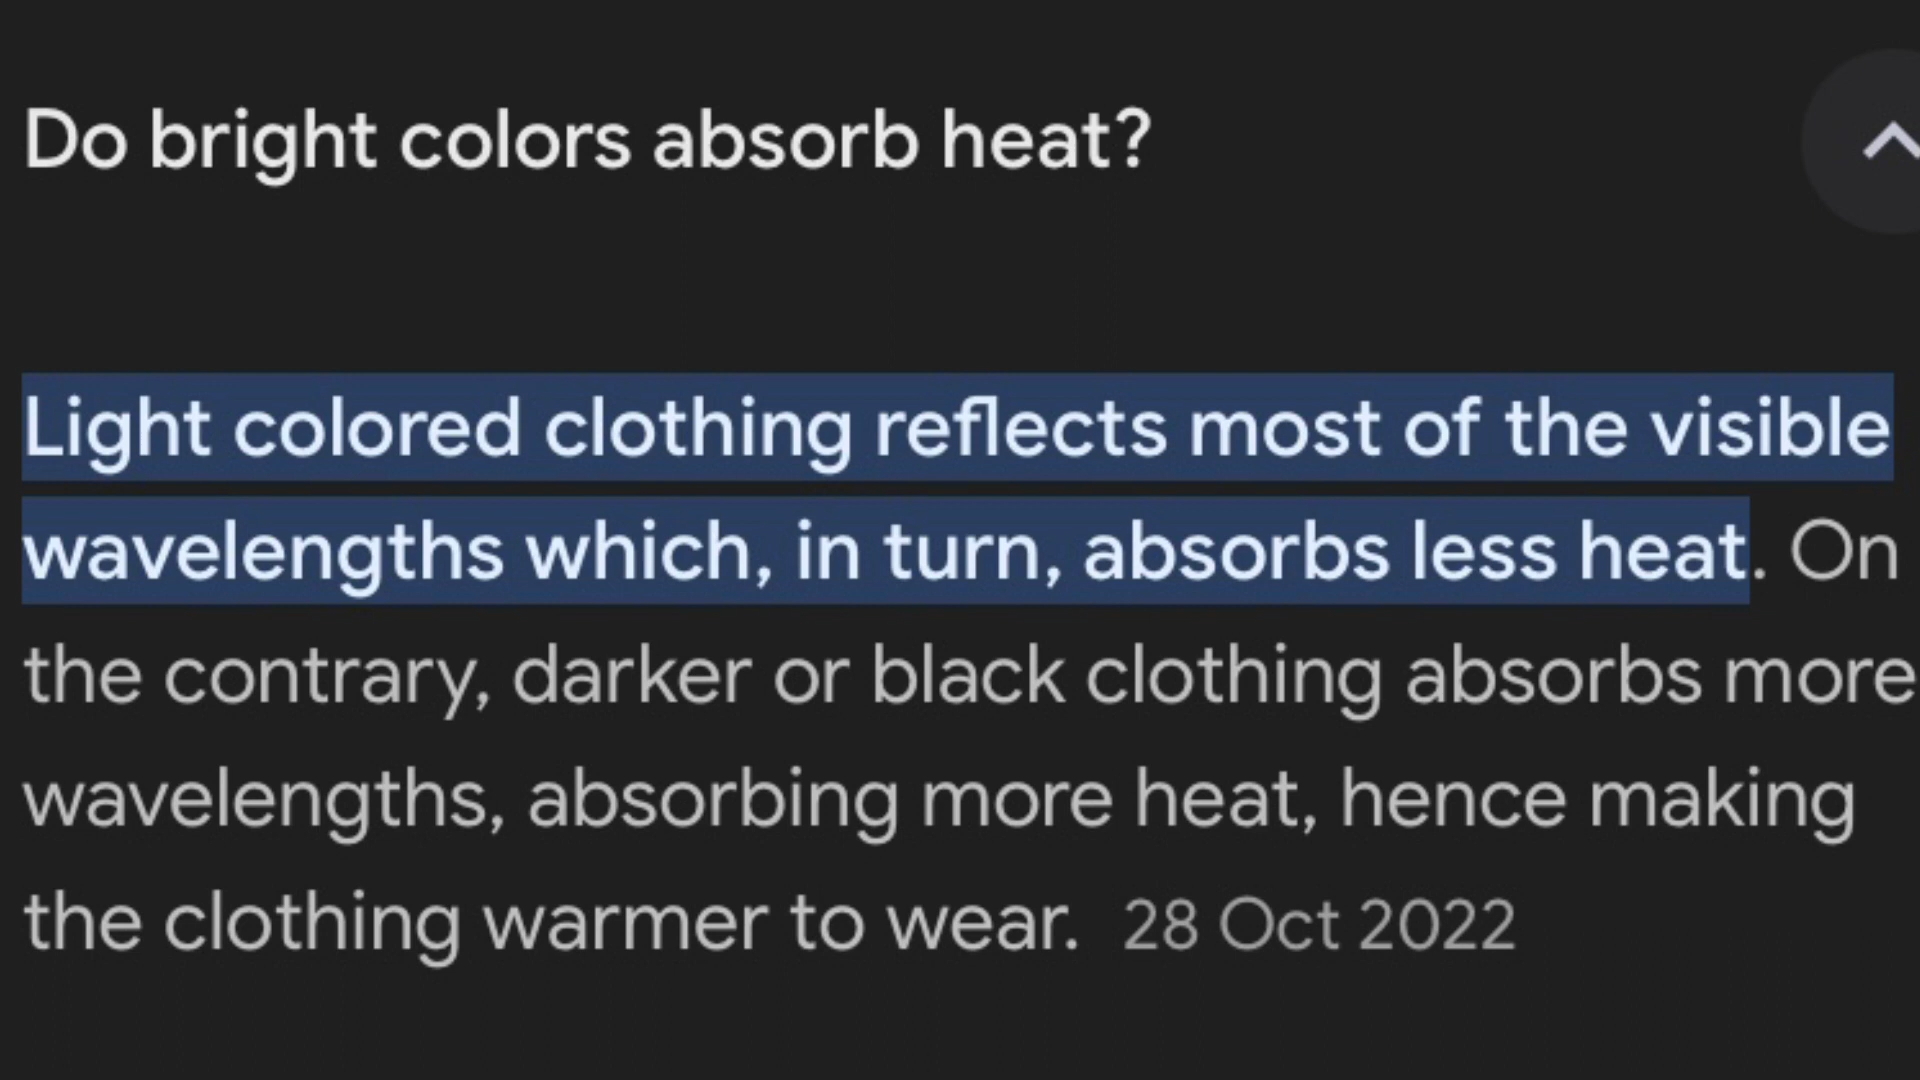 Do bright colors absorb heat?
Light colored clothing reflects most of the visible
wavelengths which, in turn, absorbs less heat. On
the contrary, darker or black clothing absorbs more
wavelengths, absorbing more heat, hence making
the clothing warmer to wear. 28 Oct 2022